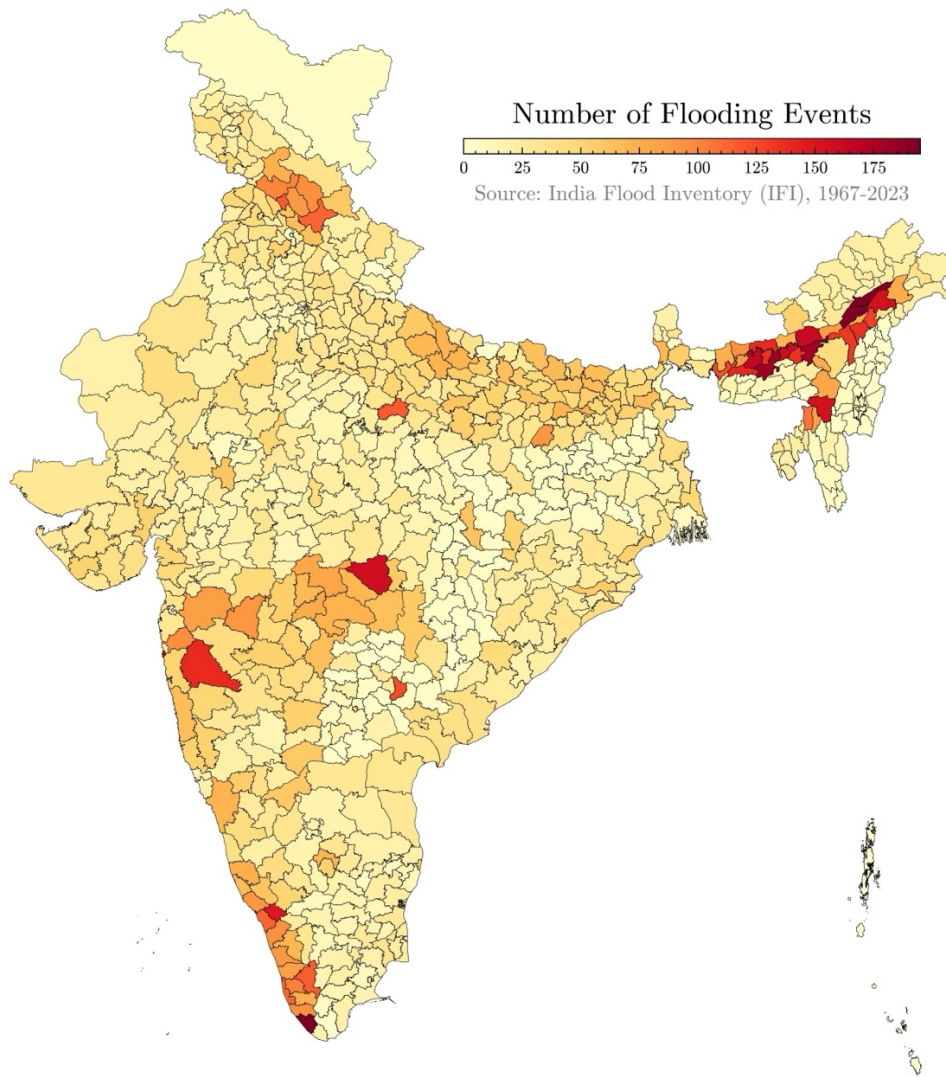 Number of Flooding Events
0 25 50 75 100 125 150 175
Source: India Flood Inventory (IFI), 1967-2023